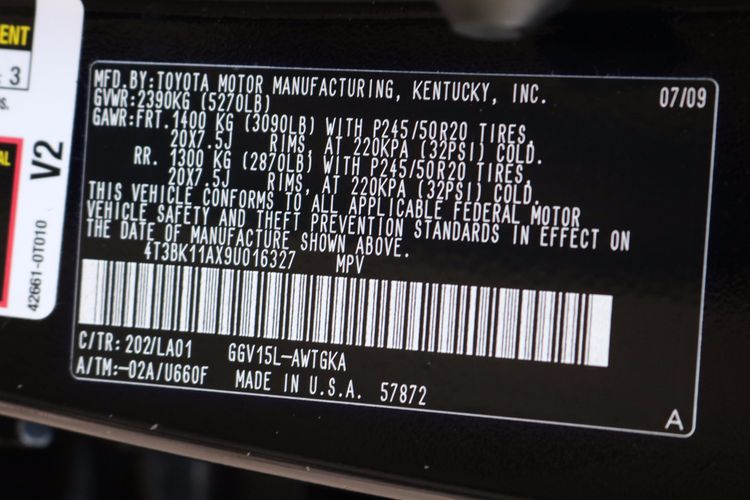 ENT
: 3
s.
AL
V2
42661-0T010
MFD.BY:TOYOTA MOTOR MANUFACTURING, KENTUCKY, INC. 07/09
GVWR:2390KG (5270LB)
GAWR:FRT.1400 KG (3090LB) WITH P245/50R20 TIRES,
20X7.5J RIMS, AT 220KPA (32PSI) COLD.
RR. 1300 KG (2870LB) WITH P245/50R20 TIRES,
20X7.5J RIMS, AT 220KPA (32PSI) COLD.
THIS VEHICLE CONFORMS TO ALL APPLICABLE FEDERAL MOTOR
VEHICLE SAFETY AND THEFT PREVENTION STANDARDS IN EFFECT ON
THE DATE OF MANUFACTURE SHOWN ABOVE.
4T3BK11AX9U016327 MPV
C/TR: 202/LA01 GGV15L-AWTGKA
A/TM:-02A/U660F MADE IN U.S.A. 57872
A